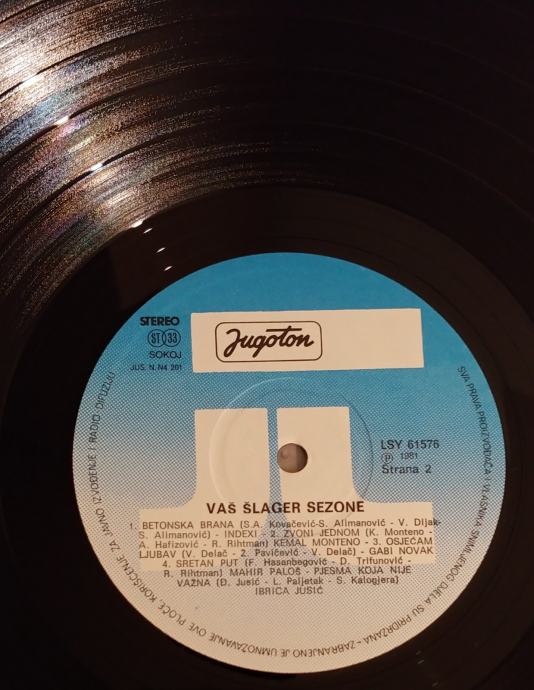 STEREO
ST 33
SOKOJ
JUS. N. N4 201
Jugoton
LSY 61576
Ⓟ 1981
Strana 2
VAŠ ŠLAGER SEZONE
1. BETONSKA BRANA (S.A. Kovačević-S. Alimanović - V. Dijak-
S. Alimanović) - INDEXI - 2. ZVONI JEDNOM (K. Monteno -
A. Hafizović - R. Rihtman) KEMAL MONTENO - 3. OSJEĆAM
LJUBAV (V. Delač - Z. Pavičević - V. Delač) - GABI NOVAK
4. SRETAN PUT (F. Hasanbegović - D. Trifunović -
R. Rihtman) MAHIR PALOŠ - PJESMA KOJA NIJE
VAŽNA (D. Jusić - L. Paljetak - S. Kalogjera)
IBRICA JUSIĆ
SVA PRAVA PROIZVOĐAČA I VLASNIKA SNIMLJENOG DJELA SU PRIDRŽANA - ZABRANJENO JE UMNOŽAVANJE OVE PLOČE, KORIŠĆENJE ZA JAVNO IZVOĐENJE I RADIO DIFUZIJU